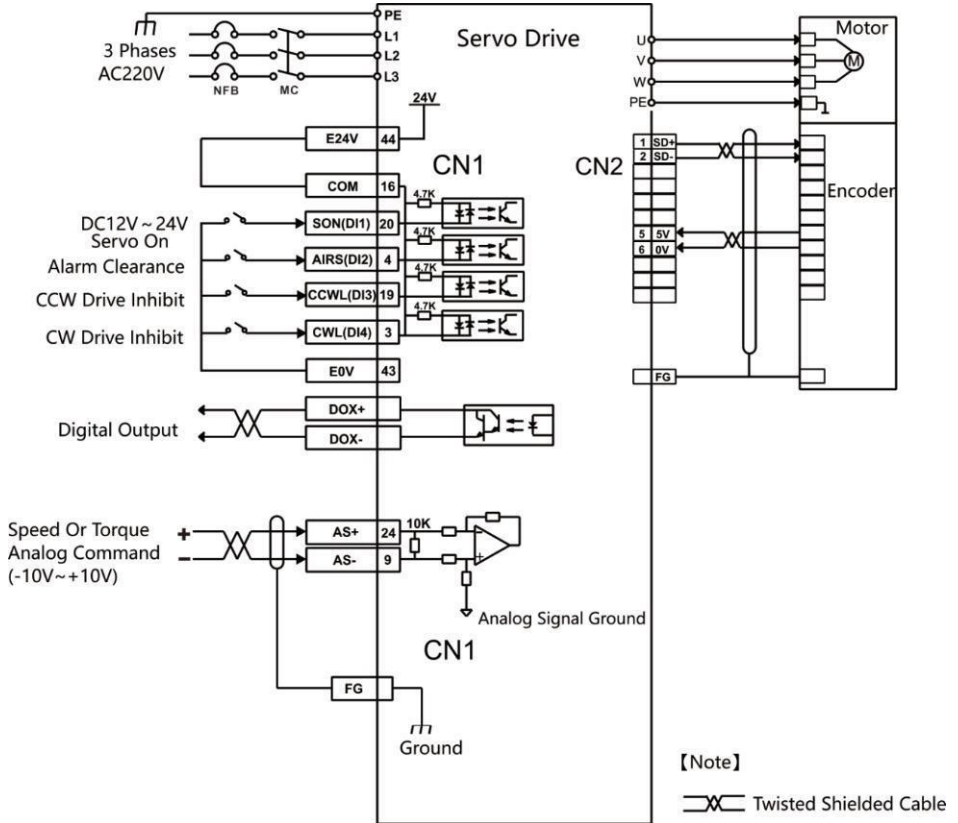 PE
L1
L2
L3
3 Phases
AC220V
NFB
MC
Servo Drive
Motor
U
V
W
PE
M
24V
E24V 44
CN1
COM 16
4.7K
DC12V~24V
Servo On
SON(DI1) 20
4.7K
Alarm Clearance
AIRS(DI2) 4
4.7K
CCW Drive Inhibit
CCWL(DI3) 19
4.7K
CW Drive Inhibit
CWL(DI4) 3
E0V 43
CN2
1 SD+
2 SD-
Encoder
5 5V
6 0V
FG
Digital Output
DOX+
DOX-
Speed Or Torque
Analog Command
(-10V~+10V)
+
-
AS+ 24
10K
AS- 9
-
+
Analog Signal Ground
CN1
FG
Ground
【Note】
Twisted Shielded Cable